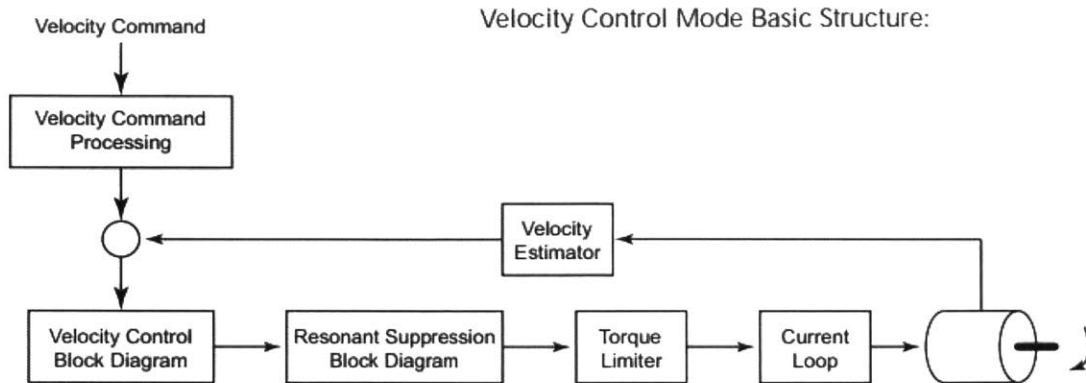 Velocity Control Mode Basic Structure:
Velocity Command
Velocity Command
Processing
Velocity
Estimator
Velocity Control
Block Diagram
Resonant Suppression
Block Diagram
Torque
Limiter
Current
Loop